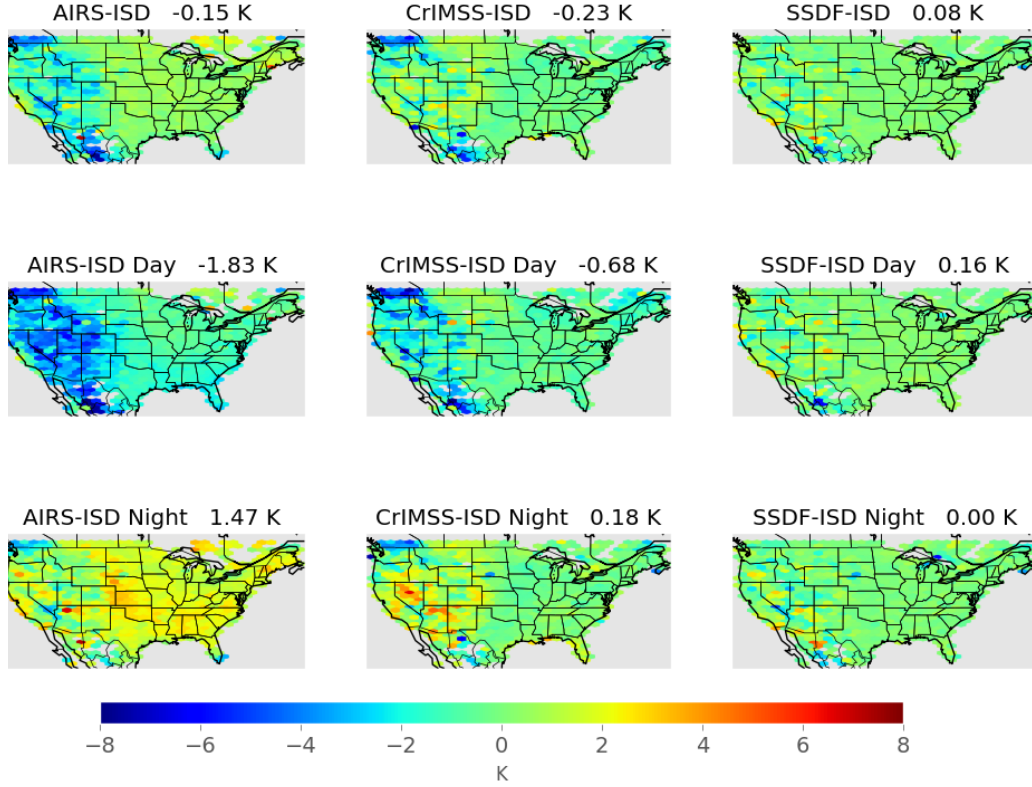 AIRS-ISD -0.15 K
CrIMSS-ISD -0.23 K
SSDF-ISD 0.08 K
AIRS-ISD Day -1.83 K
CrIMSS-ISD Day -0.68 K
SSDF-ISD Day 0.16 K
AIRS-ISD Night 1.47 K
CrIMSS-ISD Night 0.18 K
SSDF-ISD Night 0.00 K
−8 −6 −4 −2 0 2 4 6 8
K